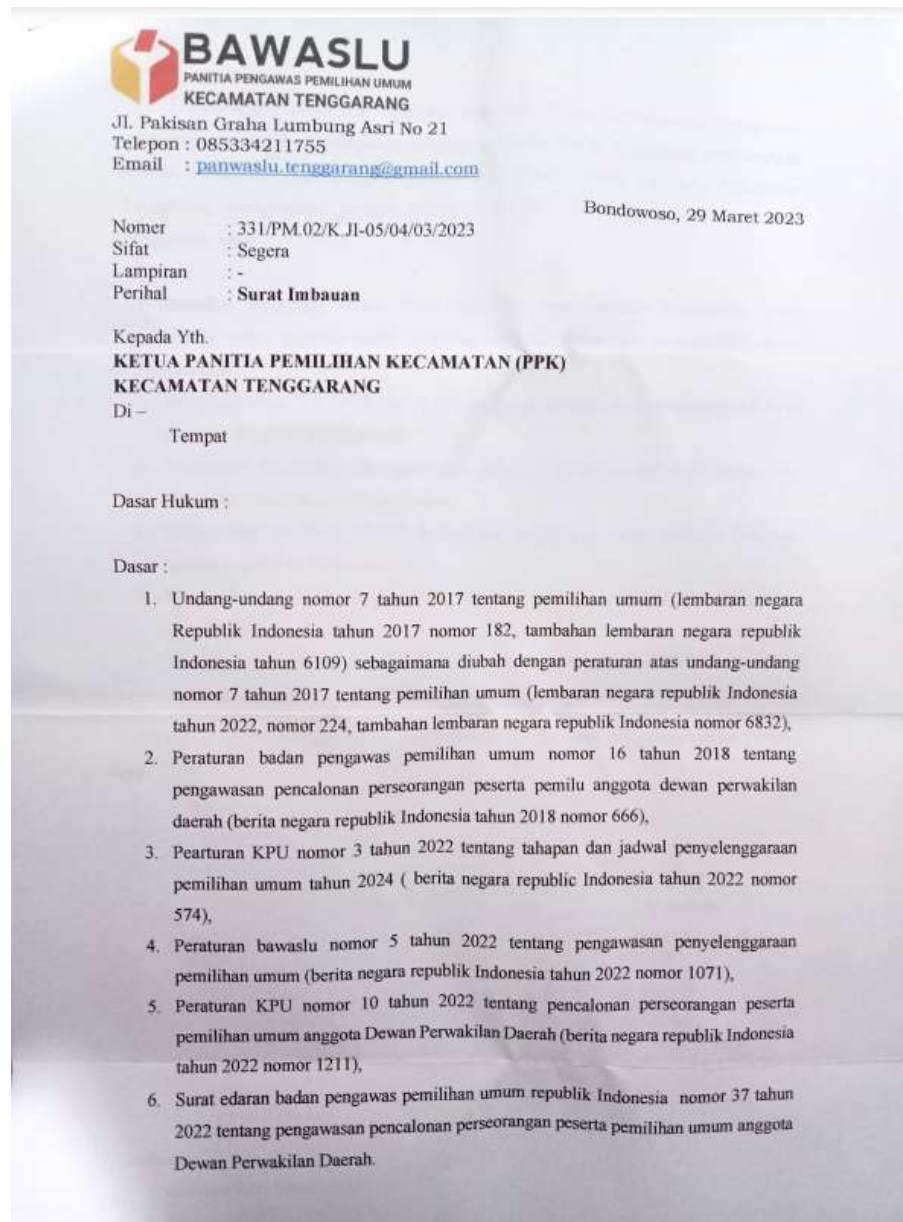 BAWASLU
PANITIA PENGAWAS PEMILIHAN UMUM
KECAMATAN TENGGARANG
Jl. Pakisan Graha Lumbung Asri No 21
Telepon : 085334211755
Email : panwaslu.tenggarang@gmail.com
Bondowoso, 29 Maret 2023
Nomer : 331/PM.02/K.JI-05/04/03/2023
Sifat : Segera
Lampiran : -
Perihal : Surat Imbauan
Kepada Yth.
KETUA PANITIA PEMILIHAN KECAMATAN (PPK)
KECAMATAN TENGGARANG
Di –
Tempat
Dasar Hukum :
Dasar :
1. Undang-undang nomor 7 tahun 2017 tentang pemilihan umum (lembaran negara
Republik Indonesia tahun 2017 nomor 182, tambahan lembaran negara republik
Indonesia tahun 6109) sebagaimana diubah dengan peraturan atas undang-undang
nomor 7 tahun 2017 tentang pemilihan umum (lembaran negara republik Indonesia
tahun 2022, nomor 224, tambahan lembaran negara republik Indonesia nomor 6832),
2. Peraturan badan pengawas pemilihan umum nomor 16 tahun 2018 tentang
pengawasan pencalonan perseorangan peserta pemilu anggota dewan perwakilan
daerah (berita negara republik Indonesia tahun 2018 nomor 666),
3. Pearturan KPU nomor 3 tahun 2022 tentang tahapan dan jadwal penyelenggaraan
pemilihan umum tahun 2024 ( berita negara republic Indonesia tahun 2022 nomor
574),
4. Peraturan bawaslu nomor 5 tahun 2022 tentang pengawasan penyelenggaraan
pemilihan umum (berita negara republik Indonesia tahun 2022 nomor 1071),
5. Peraturan KPU nomor 10 tahun 2022 tentang pencalonan perseorangan peserta
pemilihan umum anggota Dewan Perwakilan Daerah (berita negara republik Indonesia
tahun 2022 nomor 1211),
6. Surat edaran badan pengawas pemilihan umum republik Indonesia nomor 37 tahun
2022 tentang pengawasan pencalonan perseorangan peserta pemilihan umum anggota
Dewan Perwakilan Daerah.